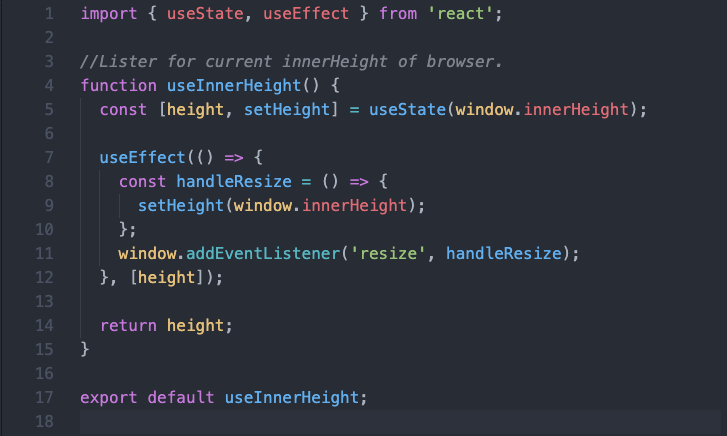 1 import { useState, useEffect } from 'react';
2
3 //Lister for current innerHeight of browser.
4 function useInnerHeight() {
5   const [height, setHeight] = useState(window.innerHeight);
6
7   useEffect(() => {
8     const handleResize = () => {
9       setHeight(window.innerHeight);
10     };
11     window.addEventListener('resize', handleResize);
12   }, [height]);
13
14   return height;
15 }
16
17 export default useInnerHeight;
18